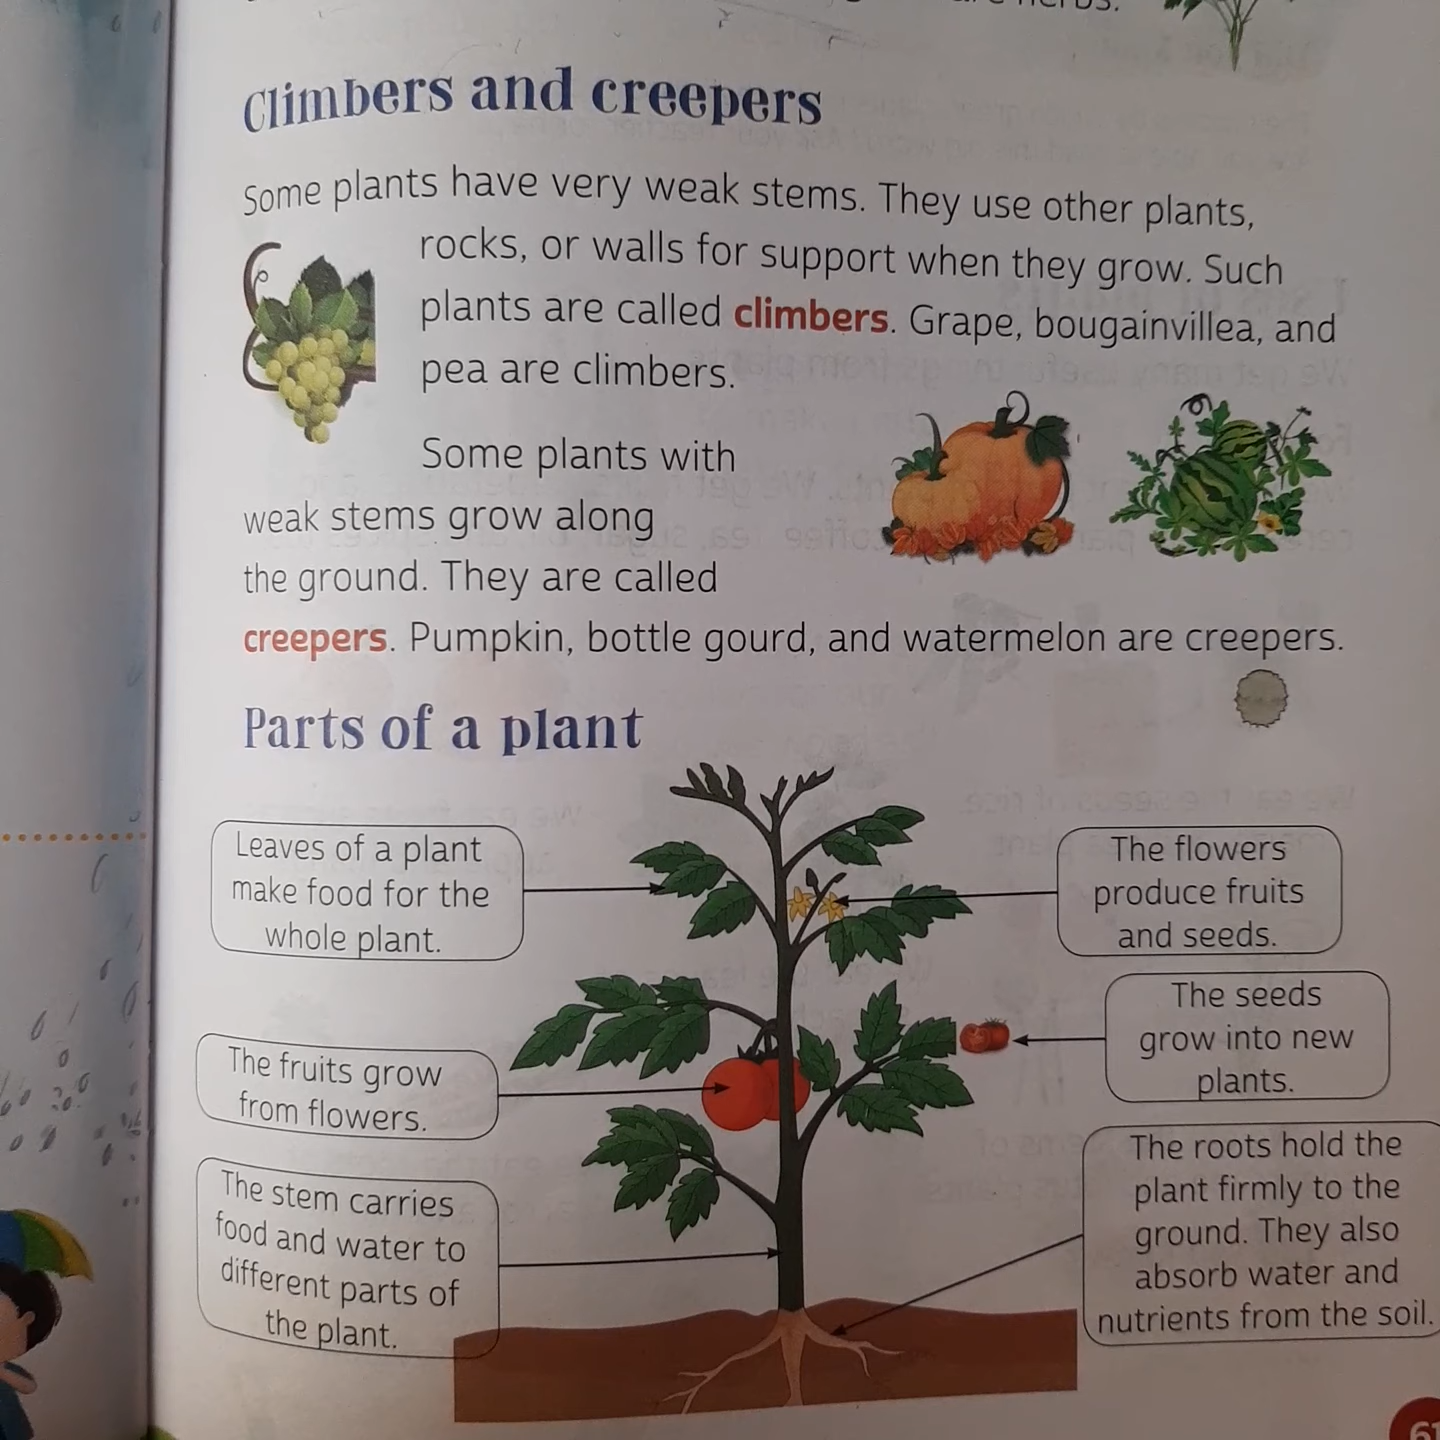 herbs.
Climbers and creepers
Some plants have very weak stems. They use other plants,
rocks, or walls for support when they grow. Such
plants are called climbers. Grape, bougainvillea, and
pea are climbers.
Some plants with
weak stems grow along
the ground. They are called
creepers. Pumpkin, bottle gourd, and watermelon are creepers.
Parts of a plant
Leaves of a plant
make food for the
whole plant.
The flowers
produce fruits
and seeds.
The seeds
grow into new
plants.
The fruits grow
from flowers.
The stem carries
food and water to
different parts of
the plant.
The roots hold the
plant firmly to the
ground. They also
absorb water and
nutrients from the soil.